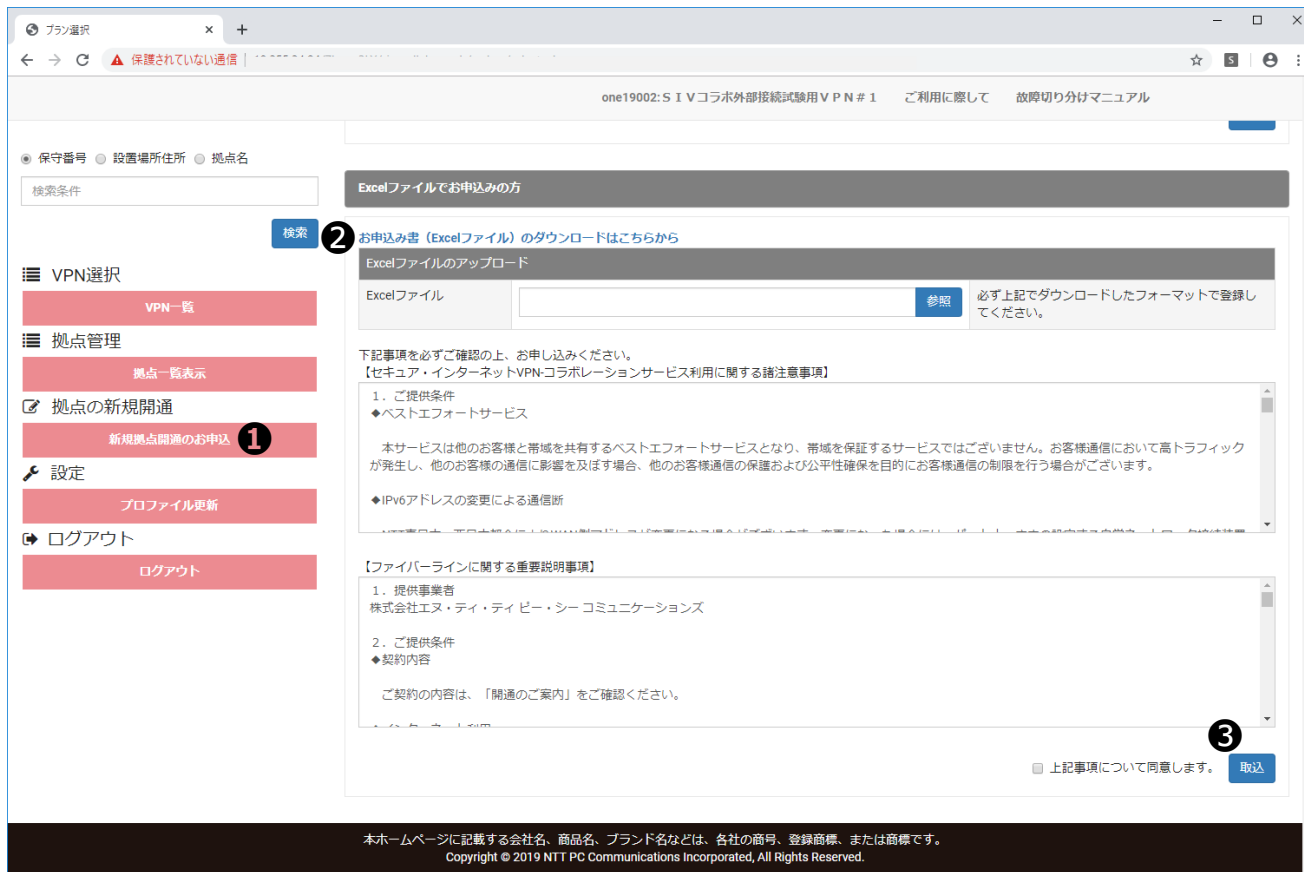 プラン選択
保護されていない通信
one19002:ＳＩＶコラボ外部接続試験用ＶＰＮ＃１ ご利用に際して 故障切り分けマニュアル
保守番号 設置場所住所 拠点名
検索条件
検索
VPN選択
VPN一覧
拠点管理
拠点一覧表示
拠点の新規開通
新規拠点開通のお申込
❶
設定
プロファイル更新
ログアウト
ログアウト
Excelファイルでお申込みの方
❷
お申込み書（Excelファイル）のダウンロードはこちらから
Excelファイルのアップロード
Excelファイル
参照
必ず上記でダウンロードしたフォーマットで登録し
てください。
下記事項を必ずご確認の上、お申し込みください。
【セキュア・インターネットVPN-コラボレーションサービス利用に関する諸注意事項】
１．ご提供条件
◆ベストエフォートサービス
本サービスは他のお客様と帯域を共有するベストエフォートサービスとなり、帯域を保証するサービスではございません。お客様通信において高トラフィック
が発生し、他のお客様の通信に影響を及ぼす場合、他のお客様通信の保護および公平性確保を目的にお客様通信の制限を行う場合がございます。
◆IPv6アドレスの変更による通信断
【ファイバーラインに関する重要説明事項】
１．提供事業者
株式会社エヌ・ティ・ティ ピー・シー コミュニケーションズ
２．ご提供条件
◆契約内容
ご契約の内容は、「開通のご案内」をご確認ください。
❸
上記事項について同意します。
取込
本ホームページに記載する会社名、商品名、ブランド名などは、各社の商号、登録商標、または商標です。
Copyright © 2019 NTT PC Communications Incorporated, All Rights Reserved.